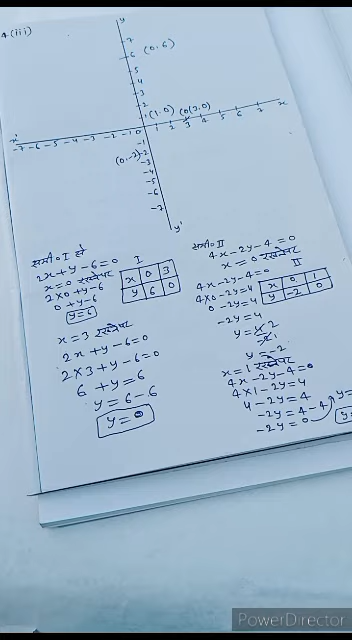 4(iii)
y
7
6 (0,6)
5
4
3
2
1 (1,0) (3,0)
x' -7 -6 -5 -4 -3 -2 -1 0 1 2 3 4 5 6 7 x
-1
(0,-2) -2
-3
-4
-5
-6
-7
y'
समी० I से
2x+y-6=0 I
x=0 रखनेपर
2x0+y-6
0+y-6
y=6
x 0 3
y 6 0
x=3 रखनेपर
2x+y-6=0
2x3+y-6=0
6+y=6
y=6-6
y=0
समी० II
4x-2y-4=0
x=0 रखनेपर
4x-2y-4=0 II
4x0-2y=4
0-2y=4
x 0 1
y -2 0
-2y=4
y=4 2
-2 1
y=-2
x=1 रखनेपर
4x-2y-4=0
4x1-2y=4
4-2y=4 y=
-2y=4-4
-2y=0
PowerDirector